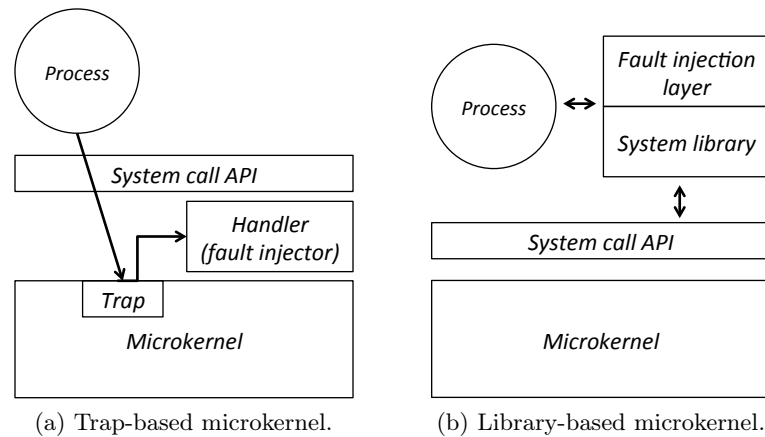 Process
System call API
Handler
(fault injector)
Trap
Microkernel
(a) Trap-based microkernel.
Process
Fault injection
layer
System library
System call API
Microkernel
(b) Library-based microkernel.